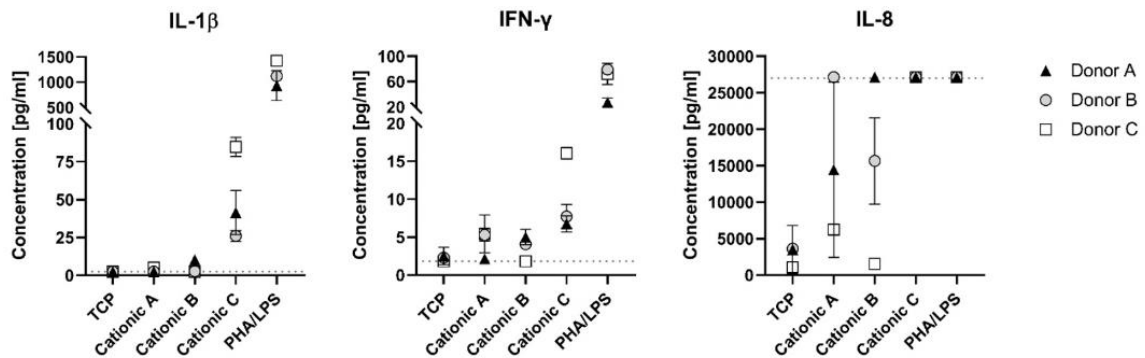 IL-1β
Concentration [pg/ml]
1500
1000
500
100
75
50
25
0
TCP
Cationic A
Cationic B
Cationic C
PHA/LPS
IFN-γ
Concentration [pg/ml]
100
60
20
20
15
10
5
0
TCP
Cationic A
Cationic B
Cationic C
PHA/LPS
IL-8
Concentration [pg/ml]
30000
25000
20000
15000
10000
5000
0
TCP
Cationic A
Cationic B
Cationic C
PHA/LPS
Donor A
Donor B
Donor C